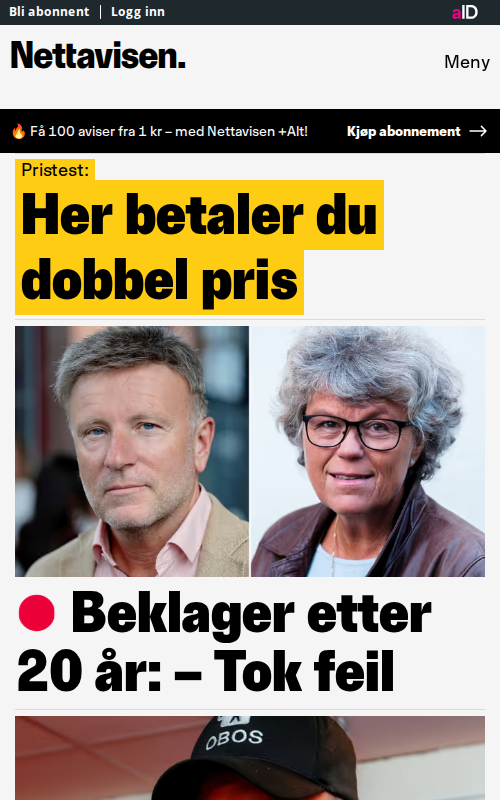 Bli abonnent | Logg inn
aID
Nettavisen.
Meny
🔥 Få 100 aviser fra 1 kr – med Nettavisen +Alt!
Kjøp abonnement →
Pristest:
Her betaler du
dobbel pris
Beklager etter
20 år: – Tok feil
OBOS